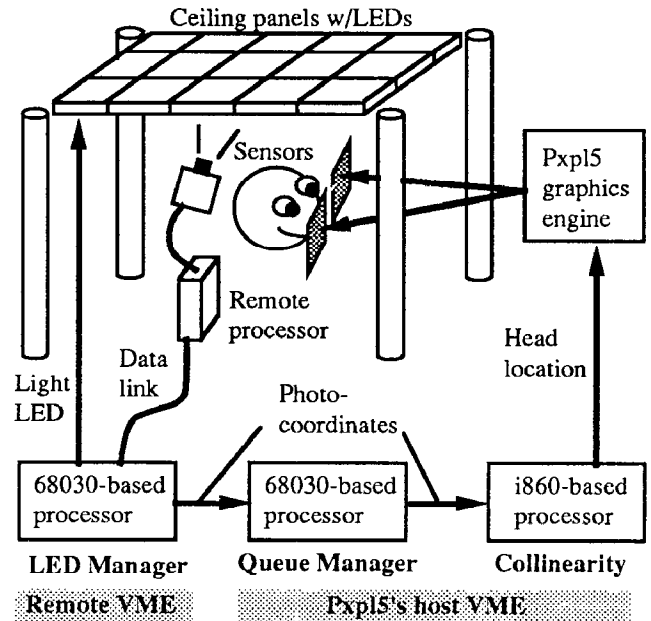 Ceiling panels w/LEDs
Sensors
Pxpl5
graphics
engine
Remote
processor
Head
location
Data
link
Light
LED
Photo-
coordinates
68030-based
processor
68030-based
processor
i860-based
processor
LED Manager
Queue Manager
Collinearity
Remote VME
Pxpl5's host VME